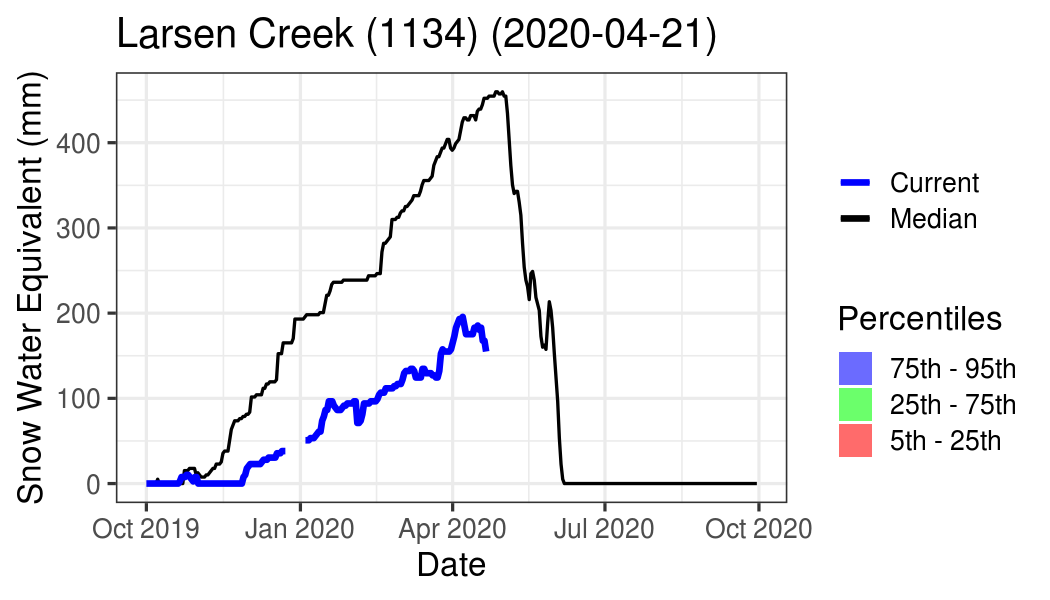 Larsen Creek (1134) (2020-04-21)
Snow Water Equivalent (mm)
400
300
200
100
0
Oct 2019 Jan 2020 Apr 2020 Jul 2020 Oct 2020
Date
Current
Median
Percentiles
75th - 95th
25th - 75th
5th - 25th